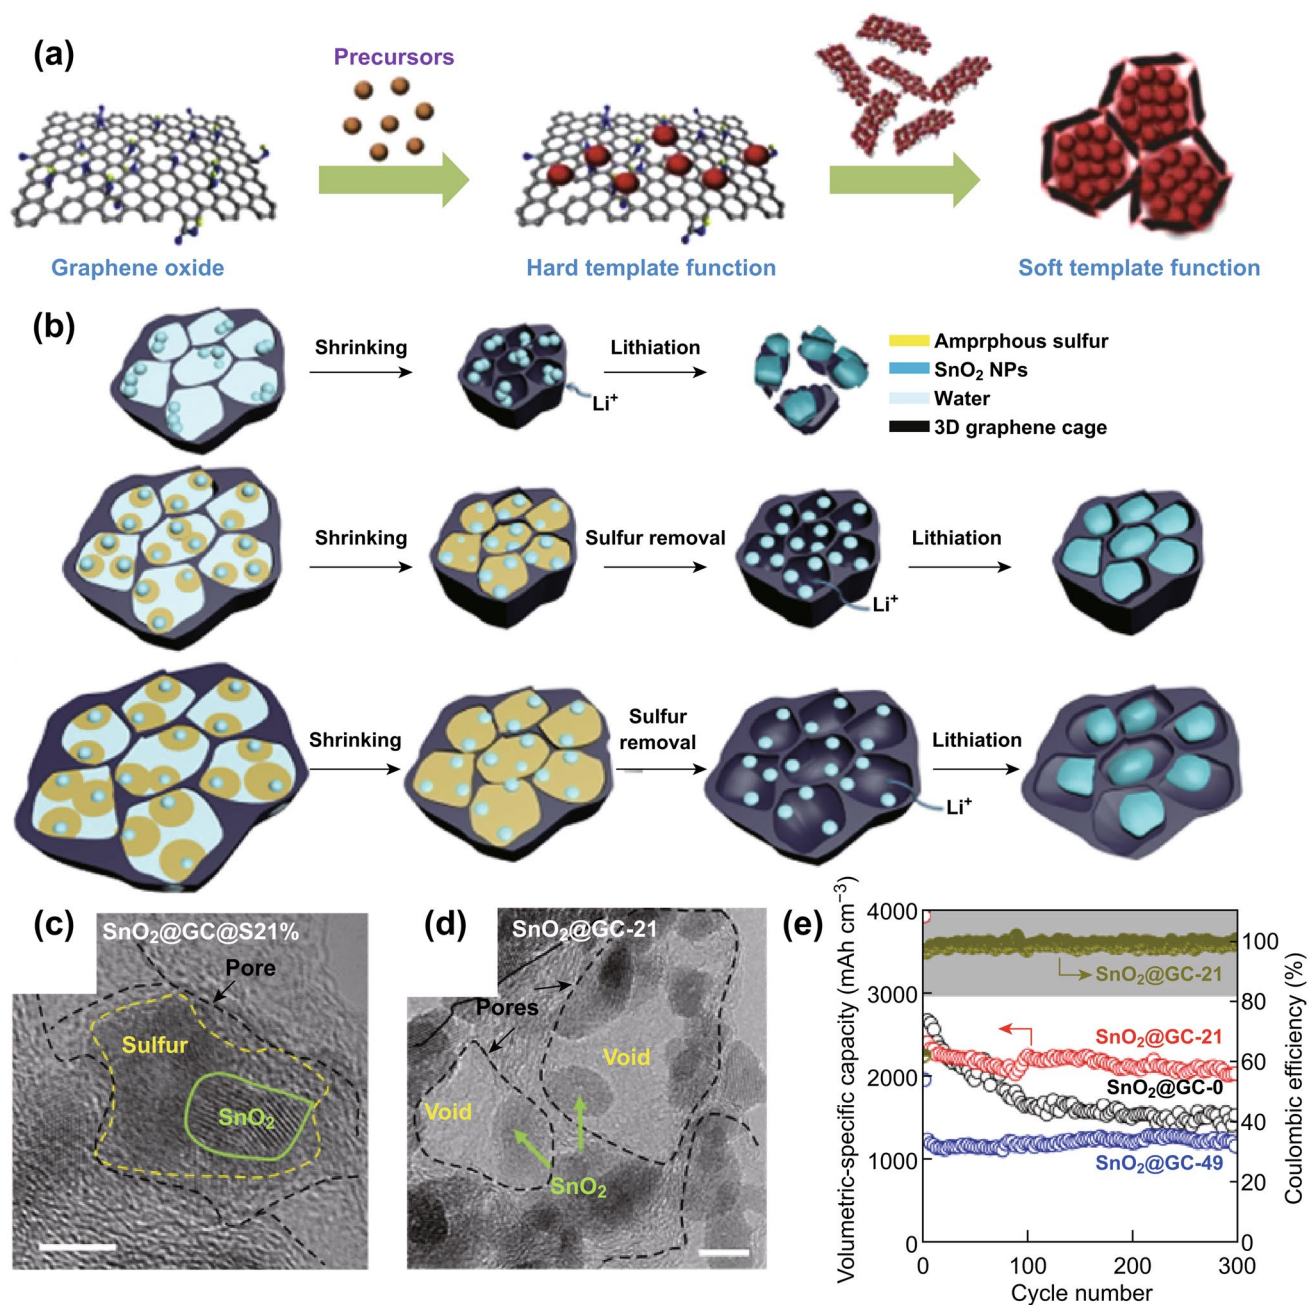 (a)
Precursors
Graphene oxide
Hard template function
Soft template function
(b)
Shrinking
Lithiation
Li⁺
Amprphous sulfur
SnO₂ NPs
Water
3D graphene cage
Shrinking
Sulfur removal
Lithiation
Li⁺
Shrinking
Sulfur
removal
Lithiation
Li⁺
(c)
SnO₂@GC@S21%
Pore
Sulfur
SnO₂
(d)
SnO₂@GC-21
Pores
Void
Void
SnO₂
(e)
Volumetric-specific capacity (mAh cm⁻³)
4000
3000
2000
1000
0
SnO₂@GC-21
SnO₂@GC-21
SnO₂@GC-0
SnO₂@GC-49
100
80
60
40
20
0
Coulombic efficiency (%)
0
100
200
300
Cycle number